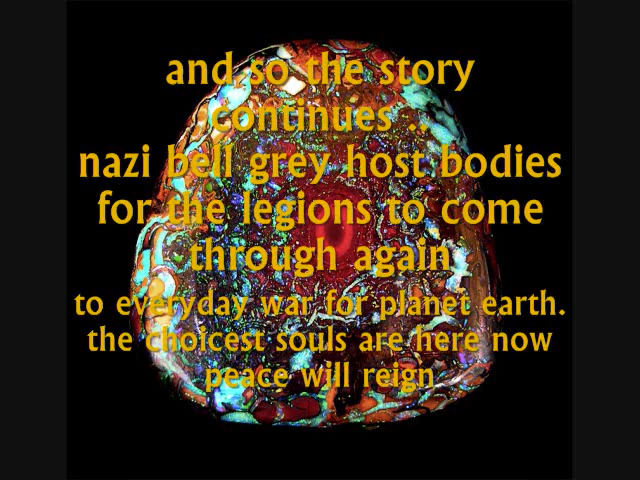 and so the story
continues ..
nazi bell grey host bodies
for the legions to come
through again
to everyday war for planet earth.
the choicest souls are here now
peace will reign